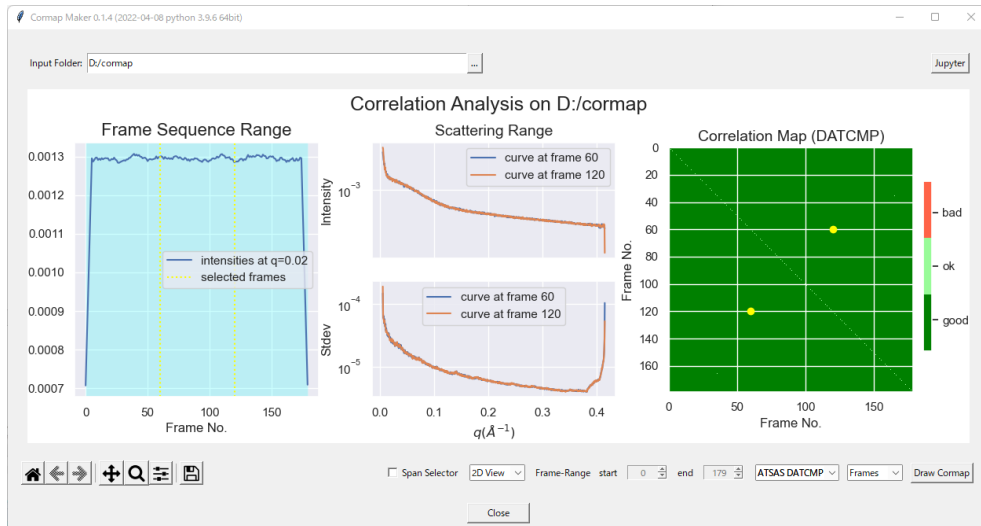 Cormap Maker 0.1.4 (2022-04-08 python 3.9.6 64bit)
Input Folder: D:/cormap ... Jupyter
Correlation Analysis on D:/cormap
Frame Sequence Range
0.0013
0.0012
0.0011
0.0010
0.0009
0.0008
0.0007
intensities at q=0.02
selected frames
0 50 100 150
Frame No.
Scattering Range
curve at frame 60
curve at frame 120
Intensity
10⁻³
curve at frame 60
curve at frame 120
Stdev
10⁻⁴
10⁻⁵
0.0 0.1 0.2 0.3 0.4
q(Å⁻¹)
Correlation Map (DATCMP)
0
20
40
60
80
100
120
140
160
Frame No.
0 50 100 150
Frame No.
bad
ok
good
Span Selector 2D View Frame-Range start 0 end 179 ATSAS DATCMP Frames Draw Cormap
Close